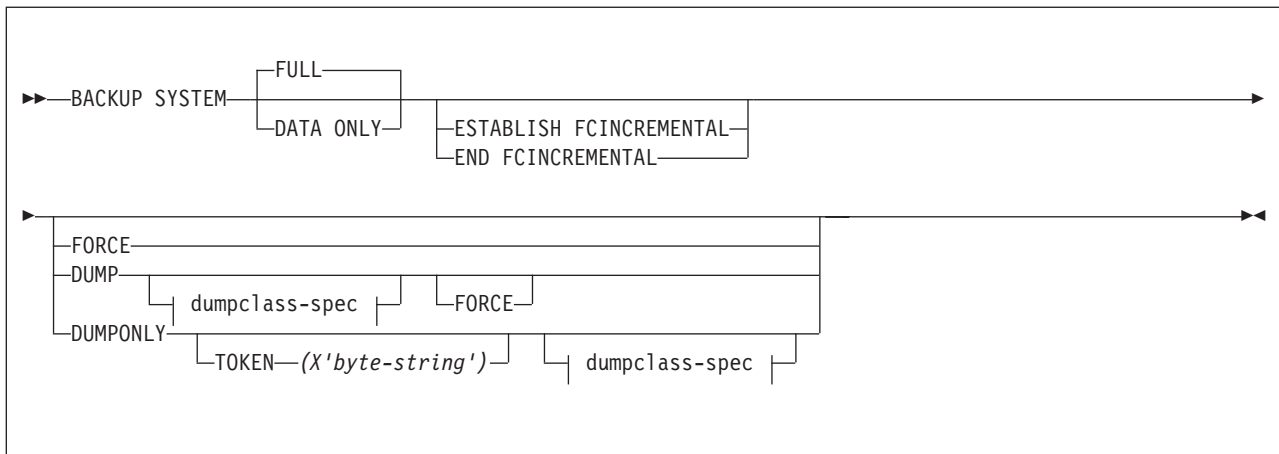 FULL
BACKUP SYSTEM
DATA ONLY
ESTABLISH FCINCREMENTAL
END FCINCREMENTAL
FORCE
DUMP
dumpclass-spec
FORCE
DUMPONLY
TOKEN (X'byte-string')
dumpclass-spec